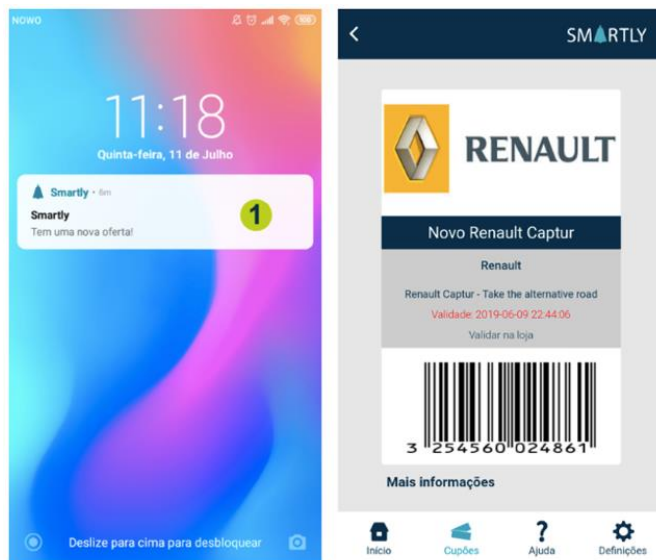 NOWO
100
11:18
Quinta-feira, 11 de Julho
Smartly • 6m
Smartly
Tem uma nova oferta!
1
Deslize para cima para desbloquear
SMARTLY
RENAULT
Novo Renault Captur
Renault
Renault Captur - Take the alternative road
Validade: 2019-06-09 22:44:06
Validar na loja
3 254560 024861
Mais informações
Início
Cupões
Ajuda
Definições